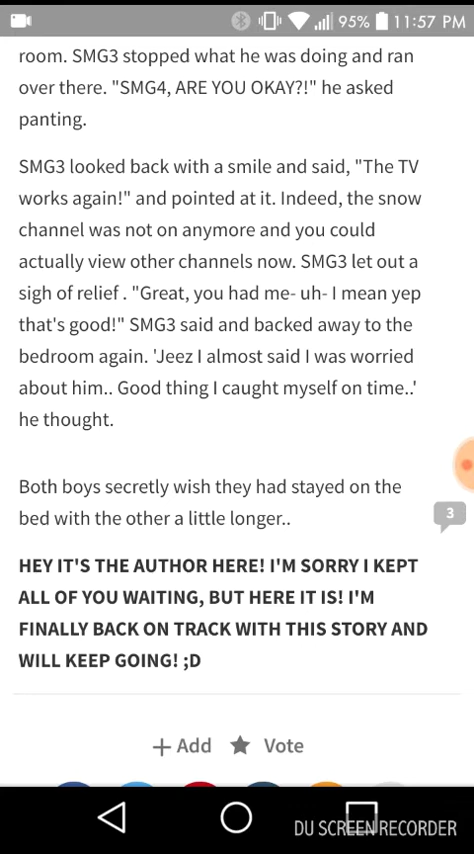 95% 11:57 PM
room. SMG3 stopped what he was doing and ran
over there. "SMG4, ARE YOU OKAY?!" he asked
panting.
SMG3 looked back with a smile and said, "The TV
works again!" and pointed at it. Indeed, the snow
channel was not on anymore and you could
actually view other channels now. SMG3 let out a
sigh of relief . "Great, you had me- uh- I mean yep
that's good!" SMG3 said and backed away to the
bedroom again. 'Jeez I almost said I was worried
about him.. Good thing I caught myself on time..'
he thought.
Both boys secretly wish they had stayed on the
bed with the other a little longer..
3
HEY IT'S THE AUTHOR HERE! I'M SORRY I KEPT
ALL OF YOU WAITING, BUT HERE IT IS! I'M
FINALLY BACK ON TRACK WITH THIS STORY AND
WILL KEEP GOING! ;D
+ Add ★ Vote
DU SCREEN RECORDER